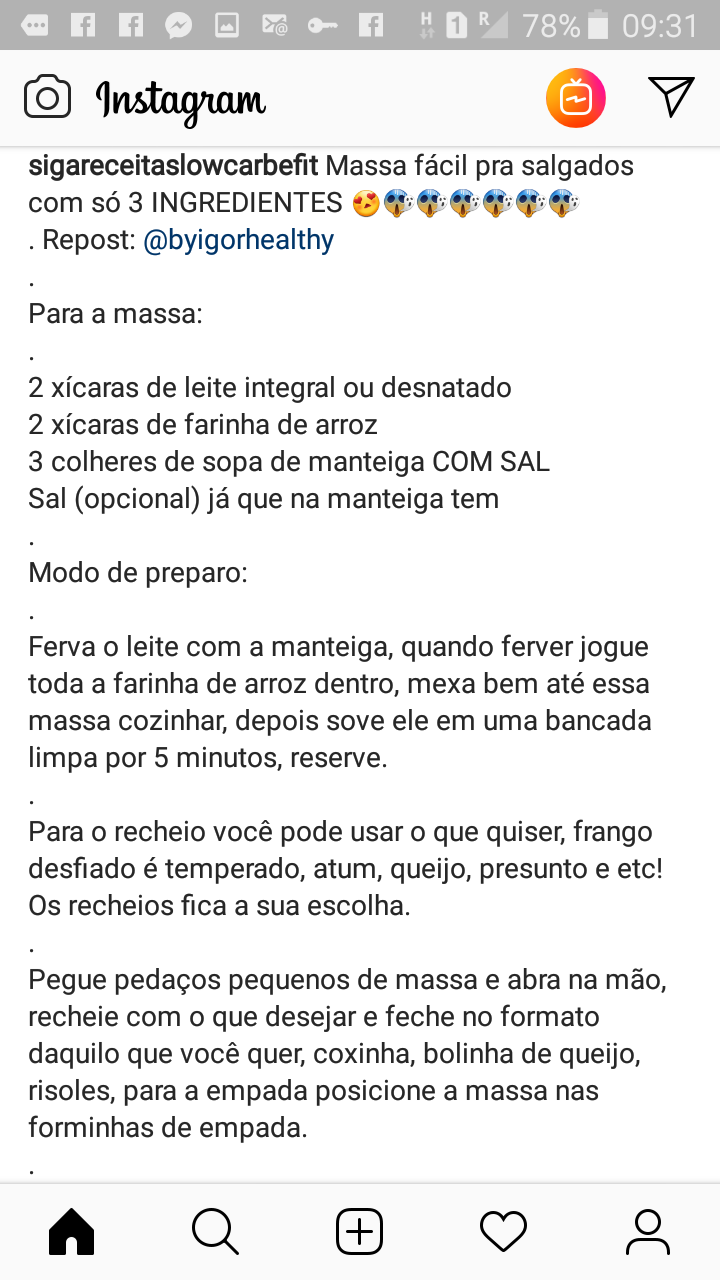 H 1 R 78% 09:31
Instagram
sigareceitaslowcarbefit Massa fácil pra salgados
com só 3 INGREDIENTES 😍😱😱😱😱😱😱
. Repost: @byigorhealthy
.
Para a massa:
.
2 xícaras de leite integral ou desnatado
2 xícaras de farinha de arroz
3 colheres de sopa de manteiga COM SAL
Sal (opcional) já que na manteiga tem
.
Modo de preparo:
.
Ferva o leite com a manteiga, quando ferver jogue
toda a farinha de arroz dentro, mexa bem até essa
massa cozinhar, depois sove ele em uma bancada
limpa por 5 minutos, reserve.
.
Para o recheio você pode usar o que quiser, frango
desfiado é temperado, atum, queijo, presunto e etc!
Os recheios fica a sua escolha.
.
Pegue pedaços pequenos de massa e abra na mão,
recheie com o que desejar e feche no formato
daquilo que você quer, coxinha, bolinha de queijo,
risoles, para a empada posicione a massa nas
forminhas de empada.
.